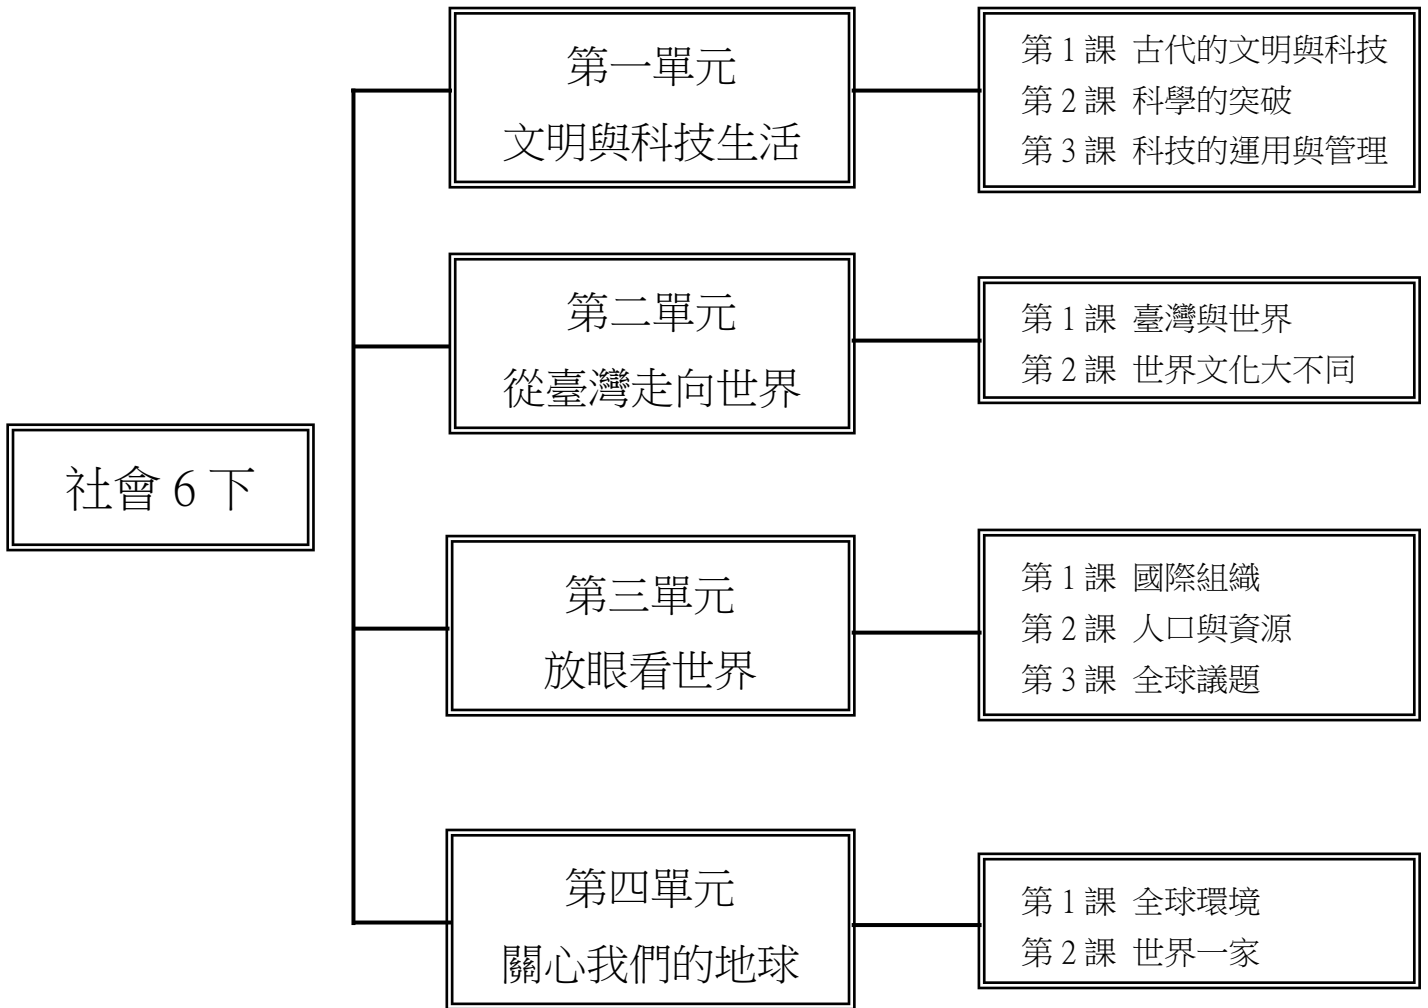 社會 6 下
第一單元
文明與科技生活
第 1 課 古代的文明與科技
第 2 課 科學的突破
第 3 課 科技的運用與管理
第二單元
從臺灣走向世界
第 1 課 臺灣與世界
第 2 課 世界文化大不同
第三單元
放眼看世界
第 1 課 國際組織
第 2 課 人口與資源
第 3 課 全球議題
第四單元
關心我們的地球
第 1 課 全球環境
第 2 課 世界一家